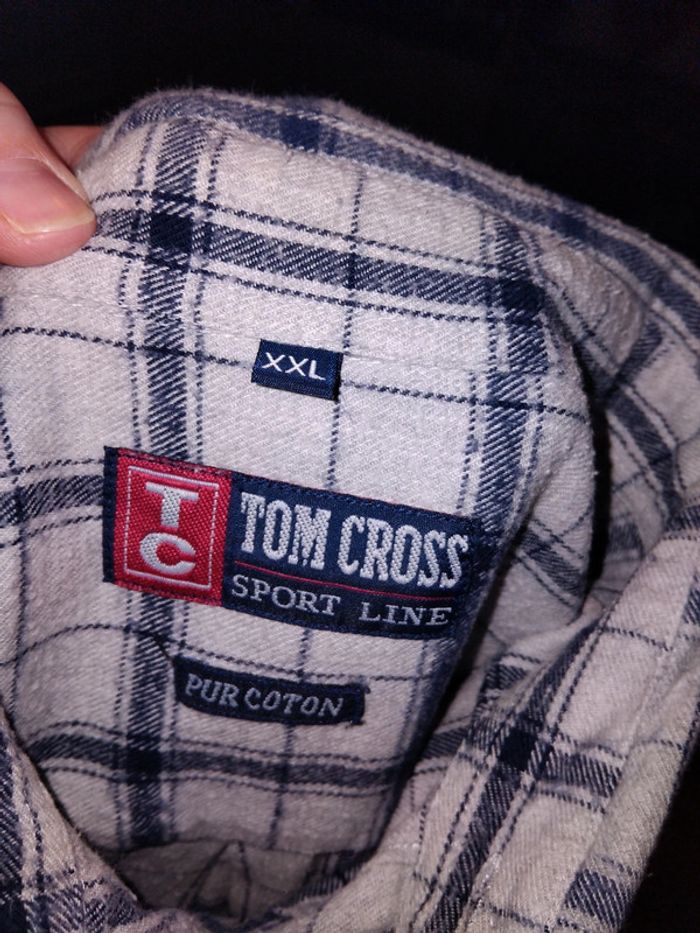 XXL
TC
TOM CROSS
SPORT LINE
PUR COTON